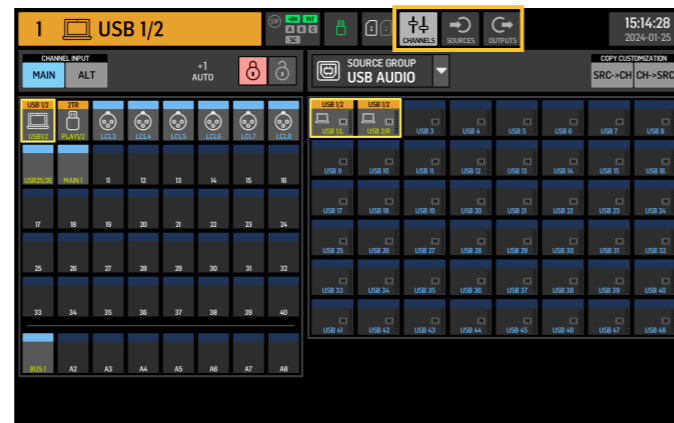 1 USB 1/2
SIP 48K INT
A B C
SC
1 2
CHANNELS SOURCES OUTPUTS
15:14:28
2024-01-25
CHANNEL INPUT
MAIN ALT
+1
AUTO
SOURCE GROUP
USB AUDIO
COPY CUSTOMIZATION
SRC->CH CH->SRC
USB 1/2 2TR
USB1/2 PLAY1/2 LCL3 LCL4 LCL5 LCL6 LCL7 LCL8
USB25/26 MAIN 1 11 12 13 14 15 16
17 18 19 20 21 22 23 24
25 26 27 28 29 30 31 32
33 34 35 36 37 38 39 40
BUS1 A2 A3 A4 A5 A6 A7 A8
USB 1/2 USB 1/2
USB 1/L USB 2/R USB 3 USB 4 USB 5 USB 6 USB 7 USB 8
USB 9 USB 10 USB 11 USB 12 USB 13 USB 14 USB 15 USB 16
USB 17 USB 18 USB 19 USB 20 USB 21 USB 22 USB 23 USB 24
USB 25 USB 26 USB 27 USB 28 USB 29 USB 30 USB 31 USB 32
USB 33 USB 34 USB 35 USB 36 USB 37 USB 38 USB 39 USB 40
USB 41 USB 42 USB 43 USB 44 USB 45 USB 46 USB 47 USB 48